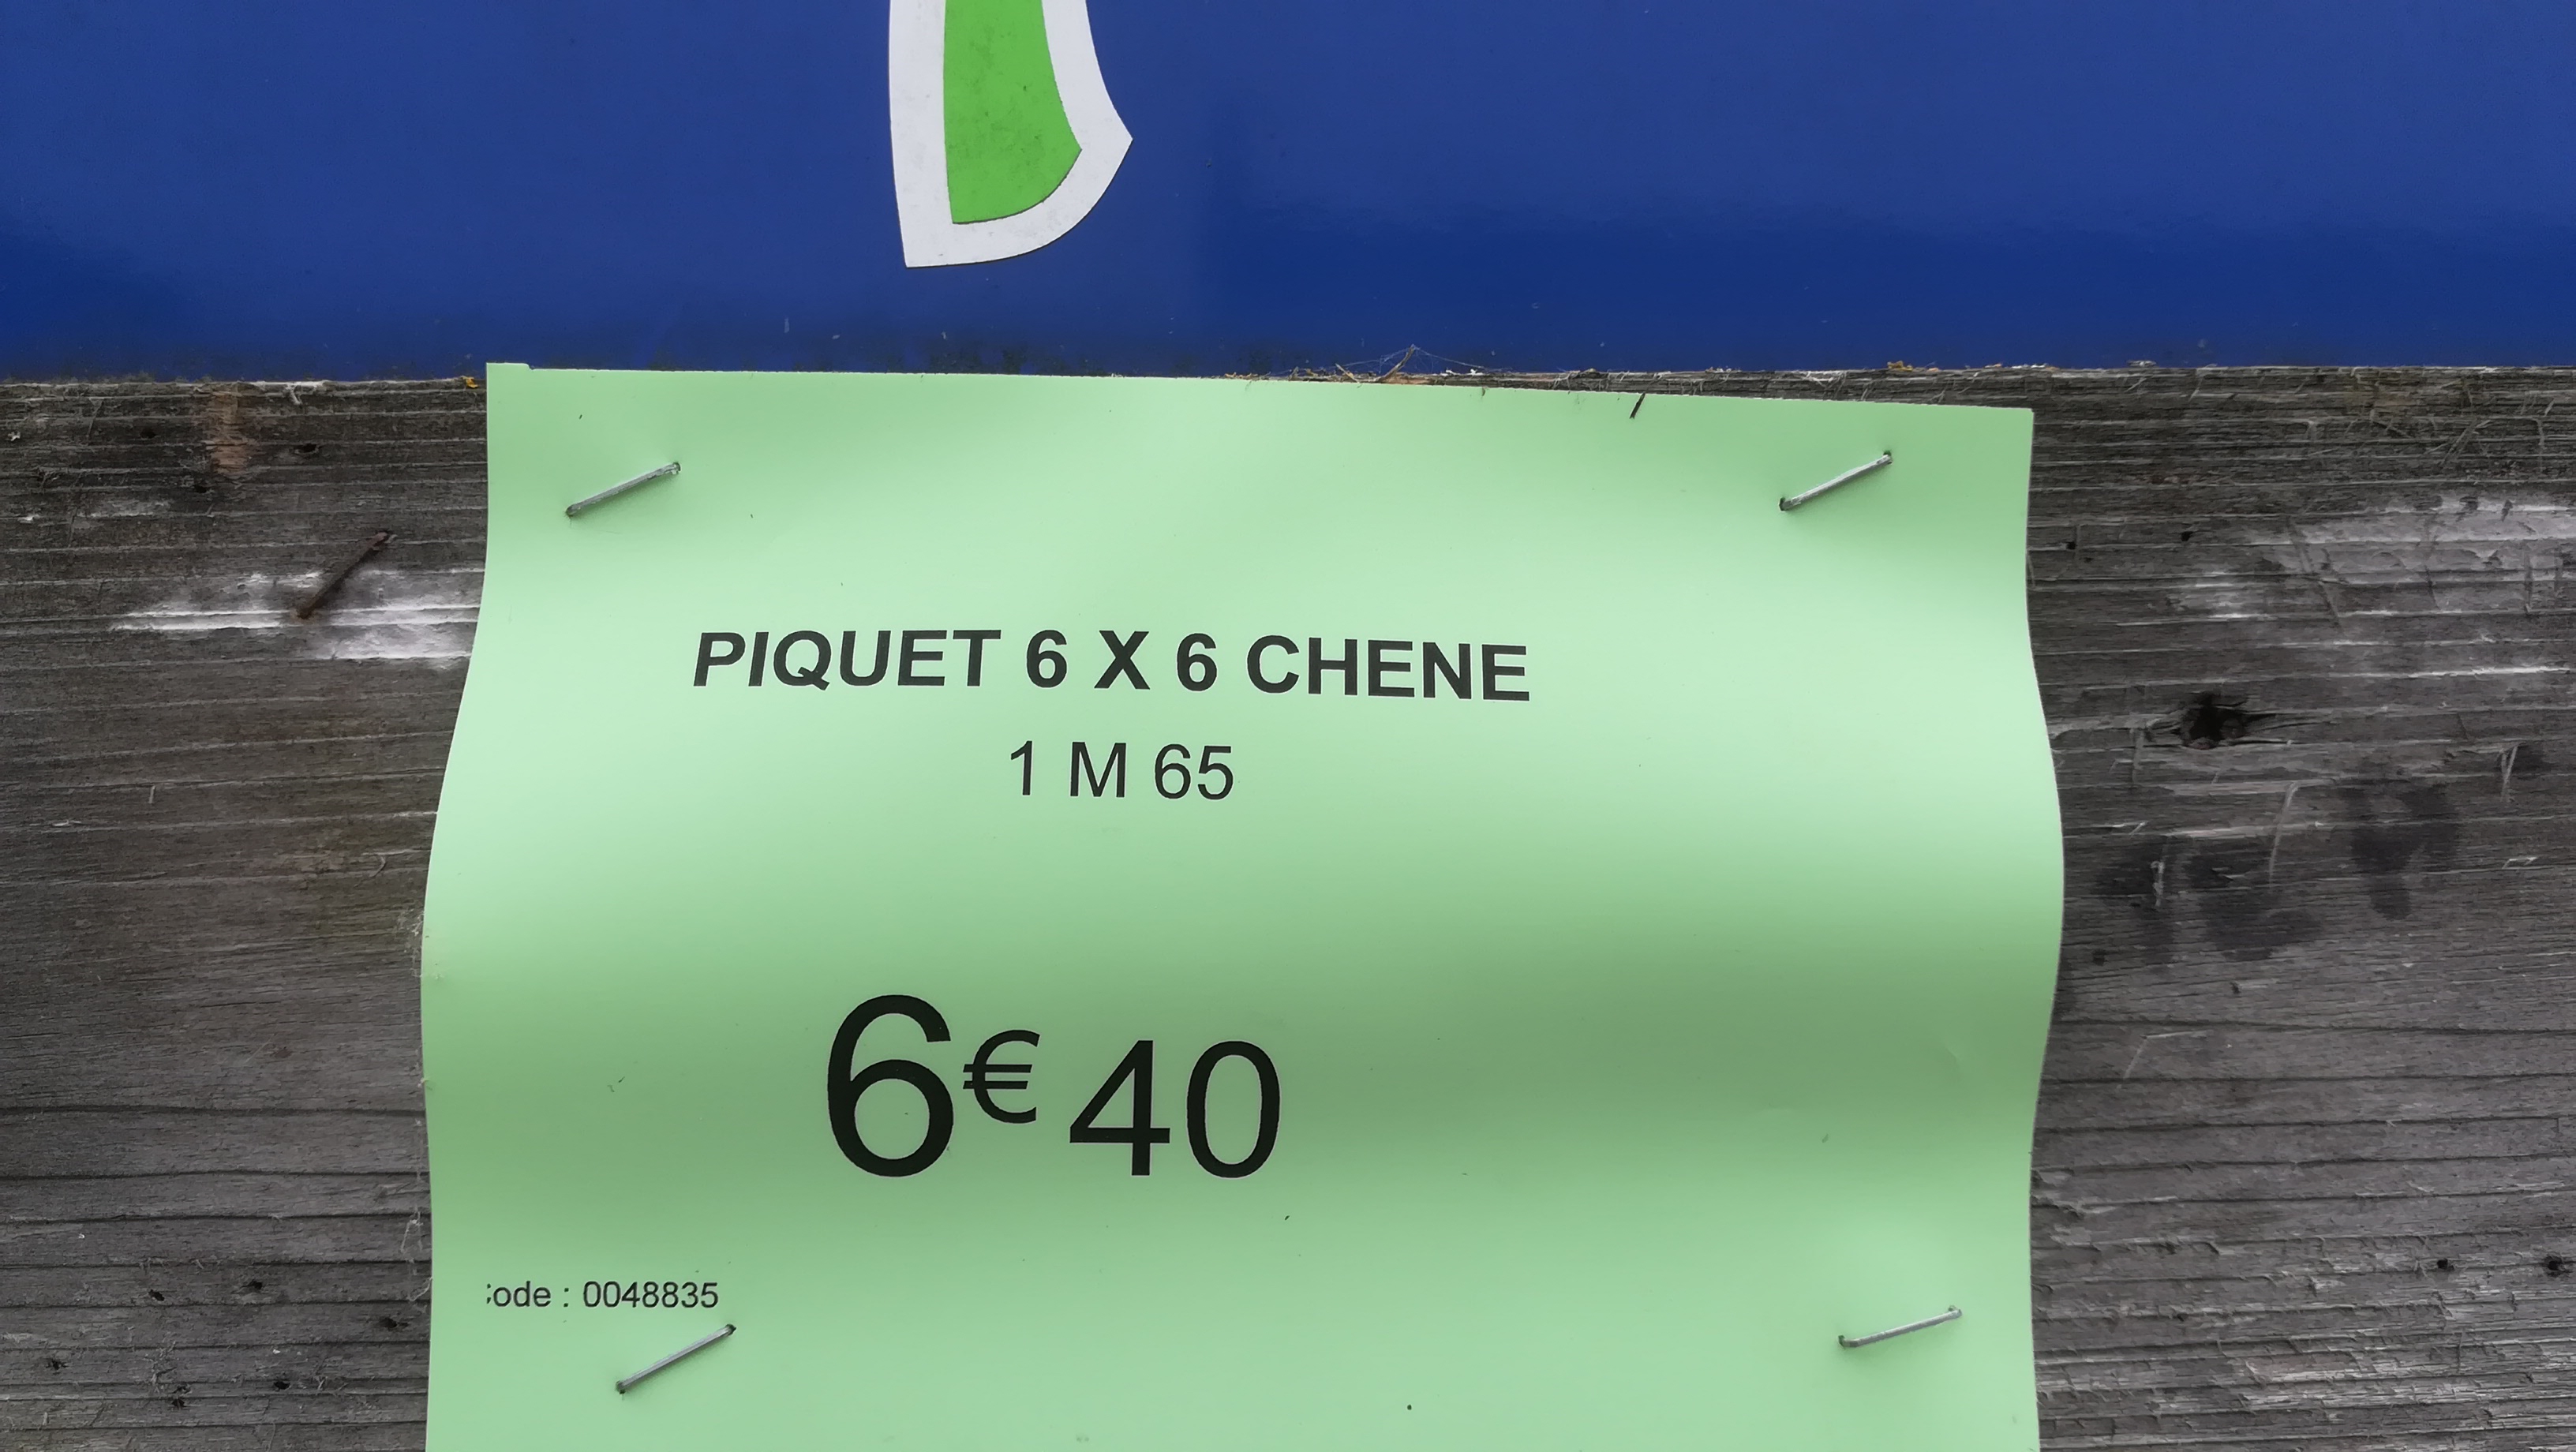 PIQUET 6 X 6 CHENE
1 M 65
6€40
ode : 0048835